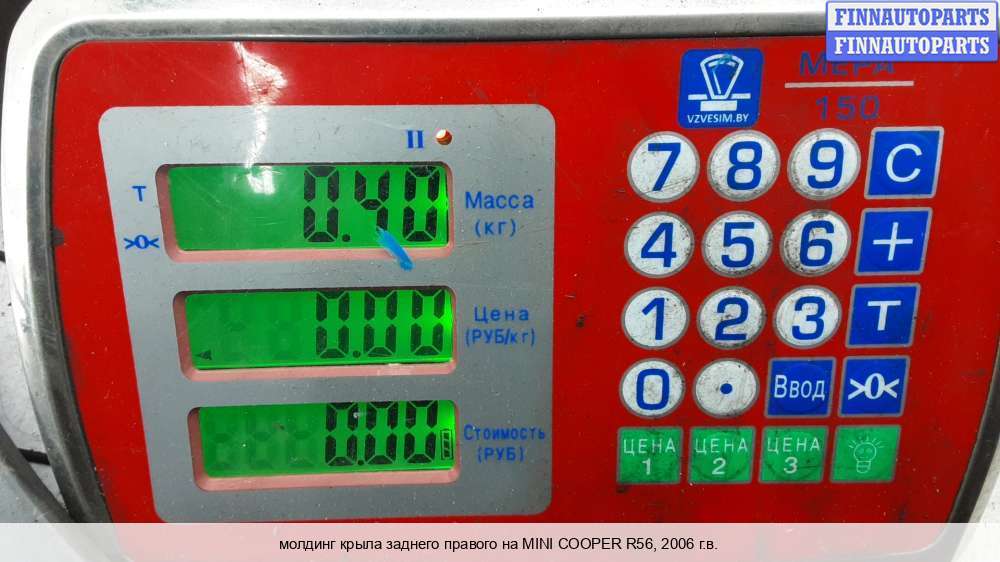 FINNAUTOPARTS
FINNAUTOPARTS
МЕРА
150
VZVESIM.BY
II
T
>0<
0.40
Масса
(кг)
0.00
Цена
(РУБ/кг)
0.00
Стоимость
(РУБ)
7 8 9 C
4 5 6 +
1 2 3 T
0 . Ввод >0<
ЦЕНА 1 ЦЕНА 2 ЦЕНА 3
молдинг крыла заднего правого на MINI COOPER R56, 2006 г.в.